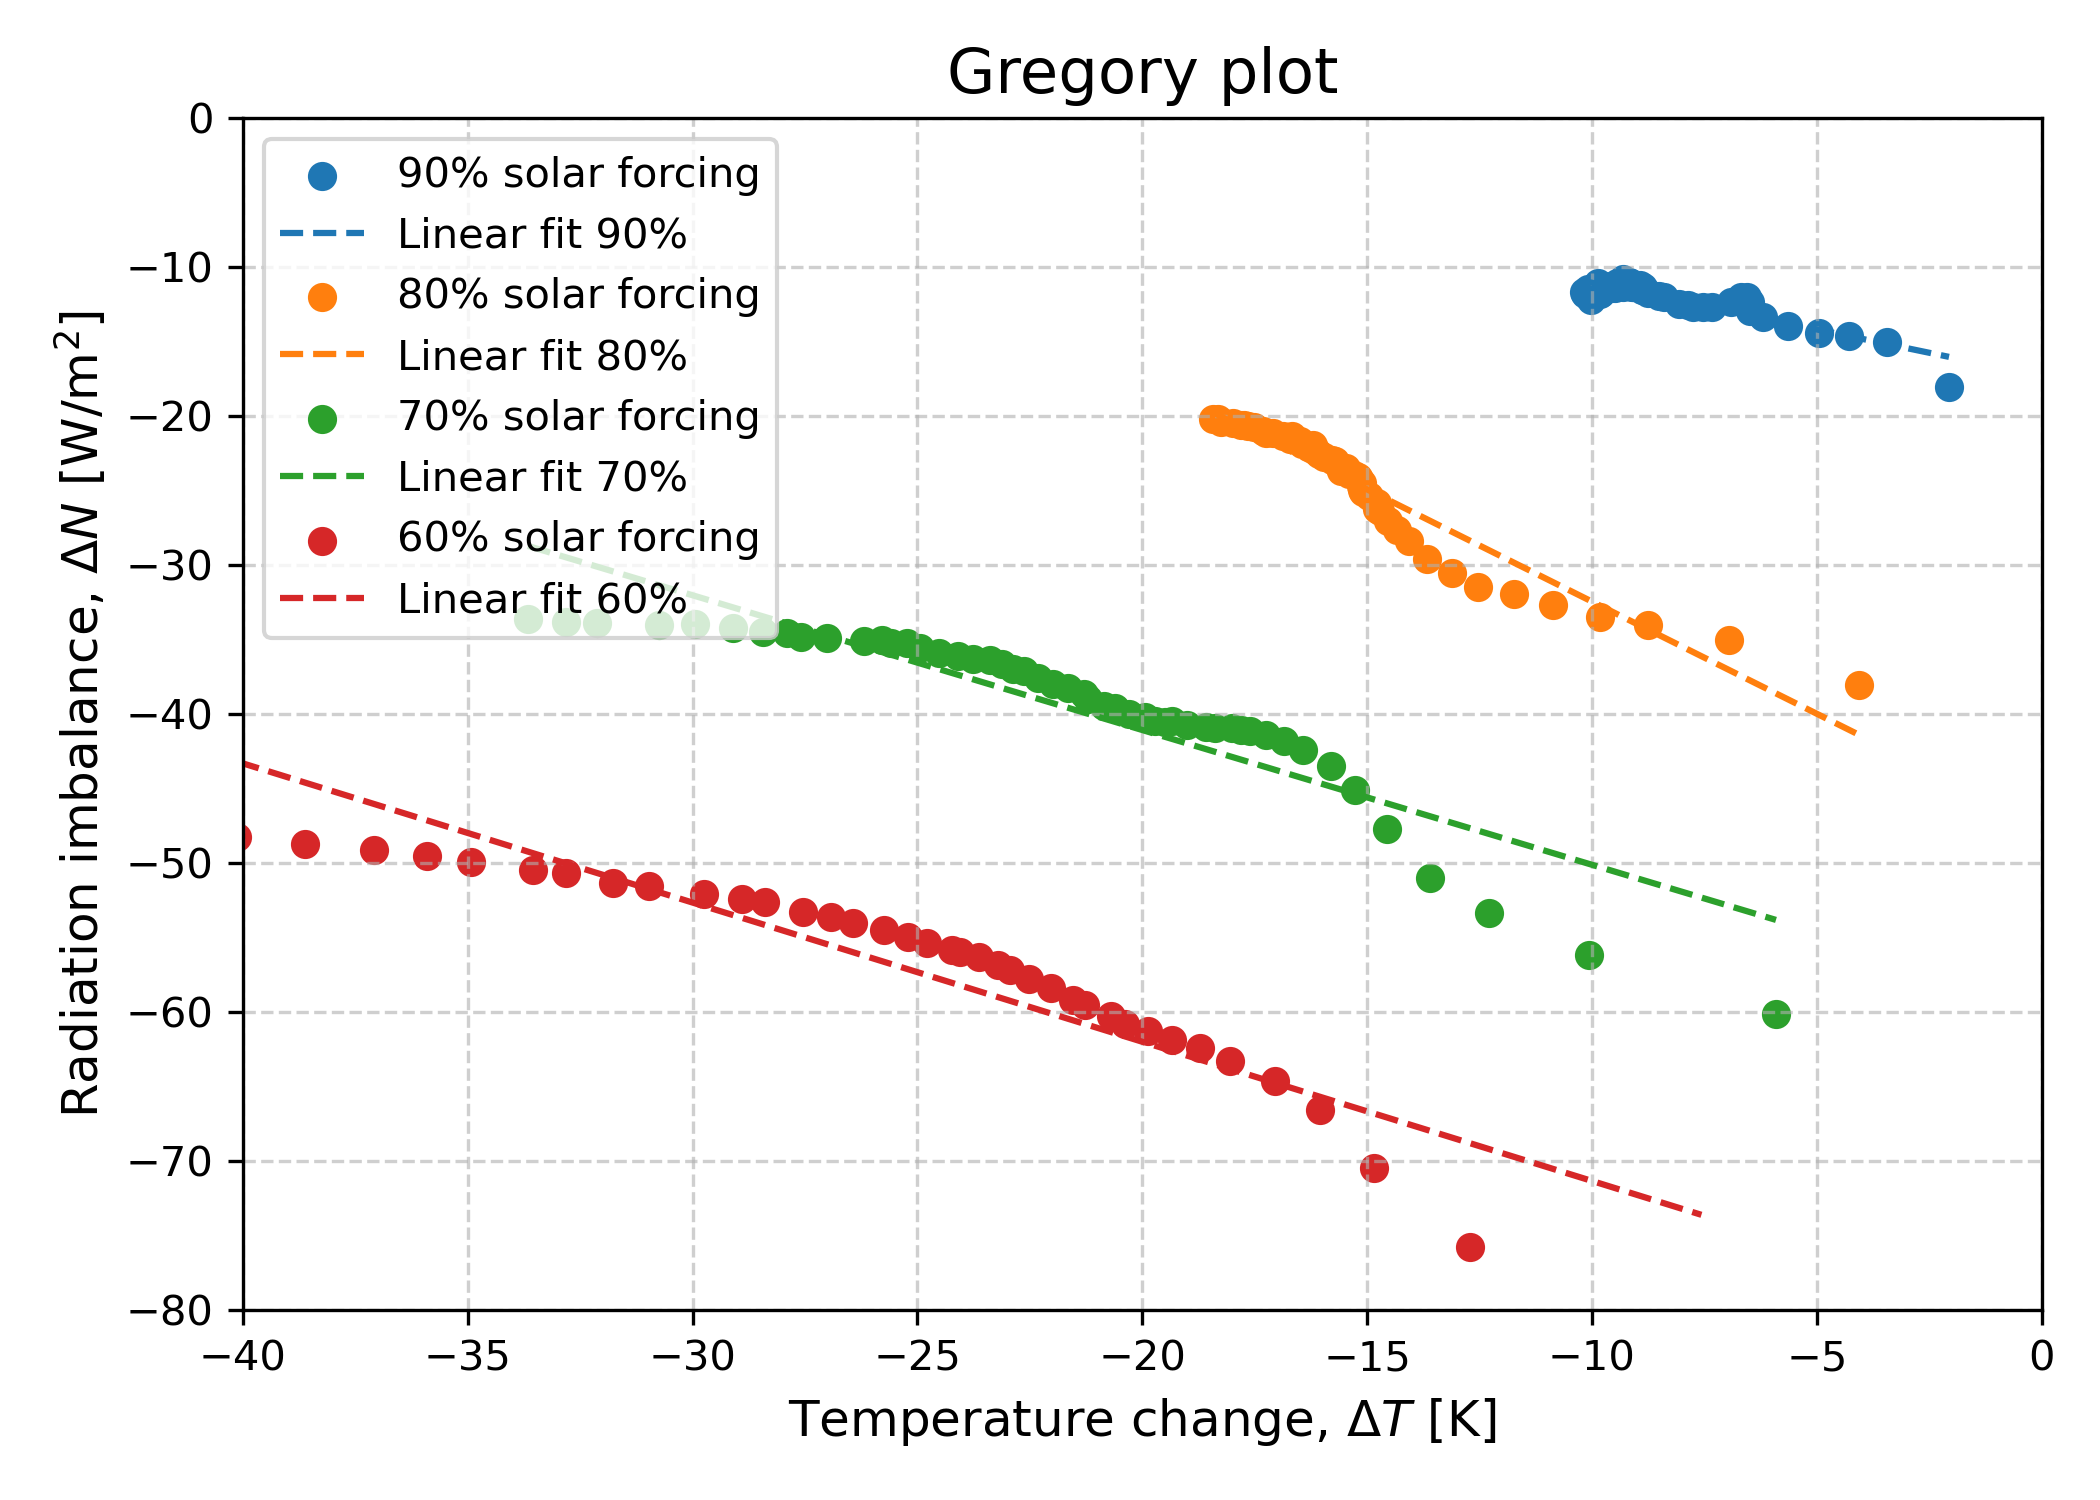 Gregory plot
0
−10
−20
−30
−40
−50
−60
−70
−80
Radiation imbalance, ΔN [W/m²]
90% solar forcing
Linear fit 90%
80% solar forcing
Linear fit 80%
70% solar forcing
Linear fit 70%
60% solar forcing
Linear fit 60%
−40 −35 −30 −25 −20 −15 −10 −5 0
Temperature change, ΔT [K]